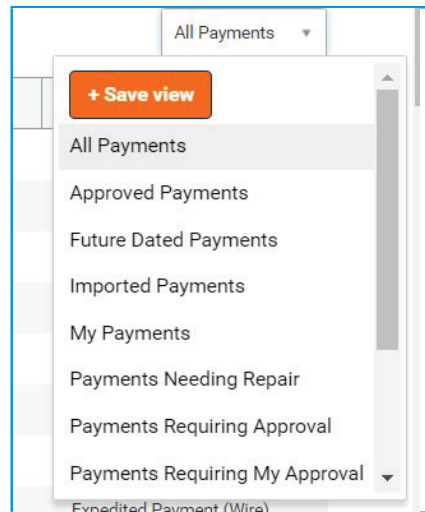 All Payments
+ Save view
All Payments
Approved Payments
Future Dated Payments
Imported Payments
My Payments
Payments Needing Repair
Payments Requiring Approval
Payments Requiring My Approval
Expedited Payment (Wire)